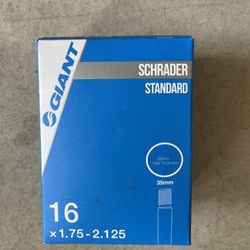 GIANT
SCHRADER
STANDARD
35mm
16
x 1.75-2.125